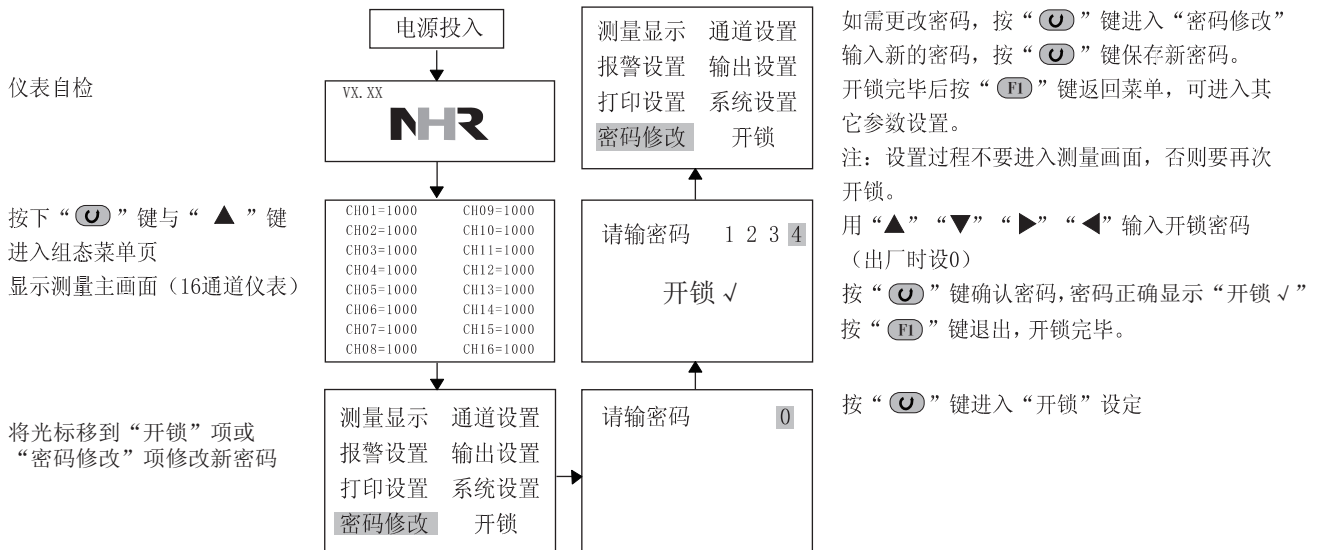 电源投入
仪表自检
VX.XX
NHR
按下“ ”键与“ ▲ ”键
进入组态菜单页
显示测量主画面（16通道仪表）
CH01=1000 CH09=1000
CH02=1000 CH10=1000
CH03=1000 CH11=1000
CH04=1000 CH12=1000
CH05=1000 CH13=1000
CH06=1000 CH14=1000
CH07=1000 CH15=1000
CH08=1000 CH16=1000
将光标移到“开锁”项或
“密码修改”项修改新密码
测量显示 通道设置
报警设置 输出设置
打印设置 系统设置
密码修改 开锁
请输密码 0
按“ ”键进入“开锁”设定
请输密码 1 2 3 4
开锁√
用“▲”“▼”“▶”“◀”输入开锁密码
（出厂时设0）
按“ ”键确认密码,密码正确显示“开锁√”
按“ F1 ”键退出,开锁完毕。
测量显示 通道设置
报警设置 输出设置
打印设置 系统设置
密码修改 开锁
如需更改密码，按“ ”键进入“密码修改”
输入新的密码，按“ ”键保存新密码。
开锁完毕后按“ F1 ”键返回菜单，可进入其
它参数设置。
注：设置过程不要进入测量画面，否则要再次
开锁。